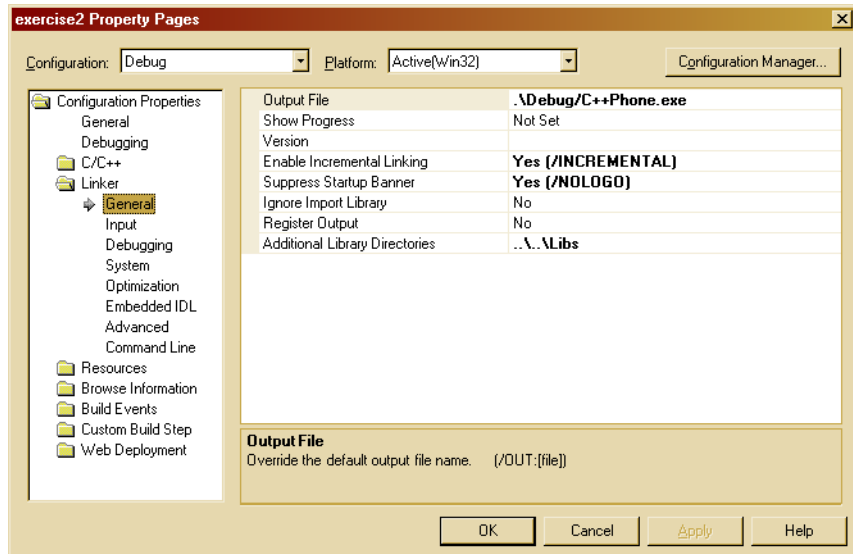 exercise2 Property Pages
Configuration: Debug Platform: Active(Win32) Configuration Manager...
Configuration Properties
General
Debugging
C/C++
Linker
General
Input
Debugging
System
Optimization
Embedded IDL
Advanced
Command Line
Resources
Browse Information
Build Events
Custom Build Step
Web Deployment
Output File .\Debug/C++Phone.exe
Show Progress Not Set
Version
Enable Incremental Linking Yes (/INCREMENTAL)
Suppress Startup Banner Yes (/NOLOGO)
Ignore Import Library No
Register Output No
Additional Library Directories ..\..\Libs
Output File
Override the default output file name. (/OUT:[file])
OK Cancel Apply Help